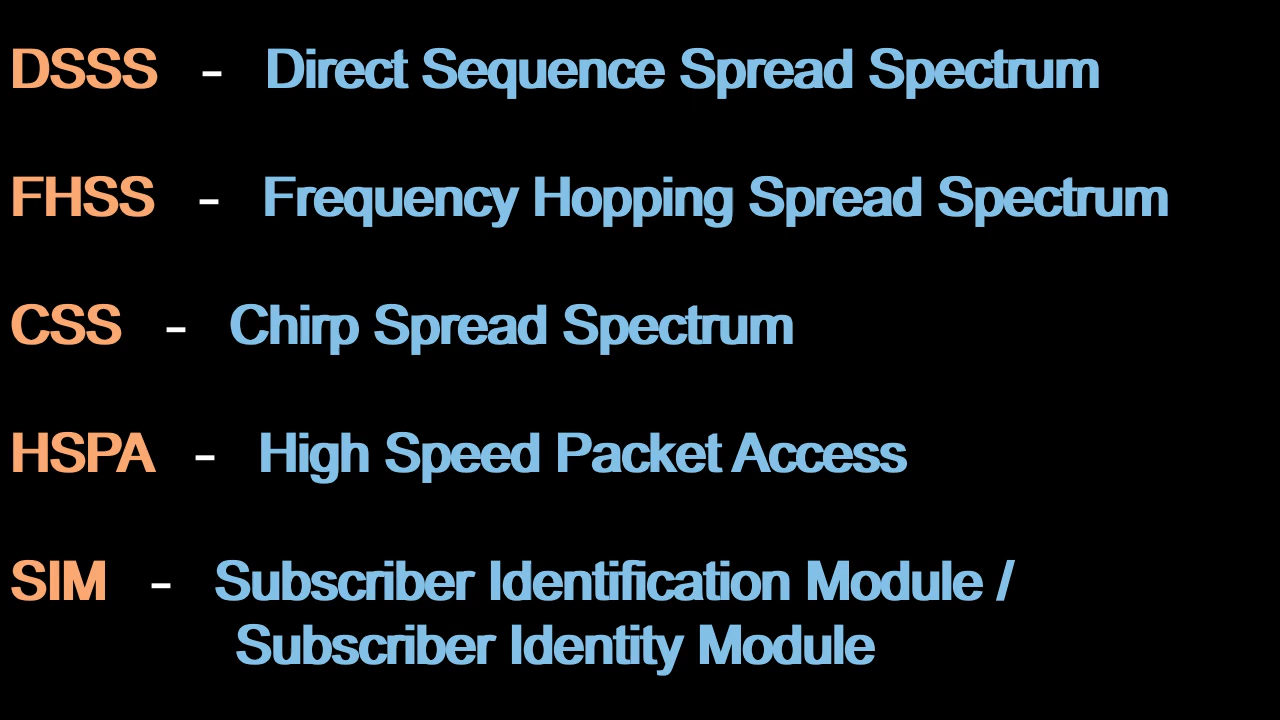 DSSS - Direct Sequence Spread Spectrum
FHSS - Frequency Hopping Spread Spectrum
CSS - Chirp Spread Spectrum
HSPA - High Speed Packet Access
SIM - Subscriber Identification Module /
Subscriber Identity Module